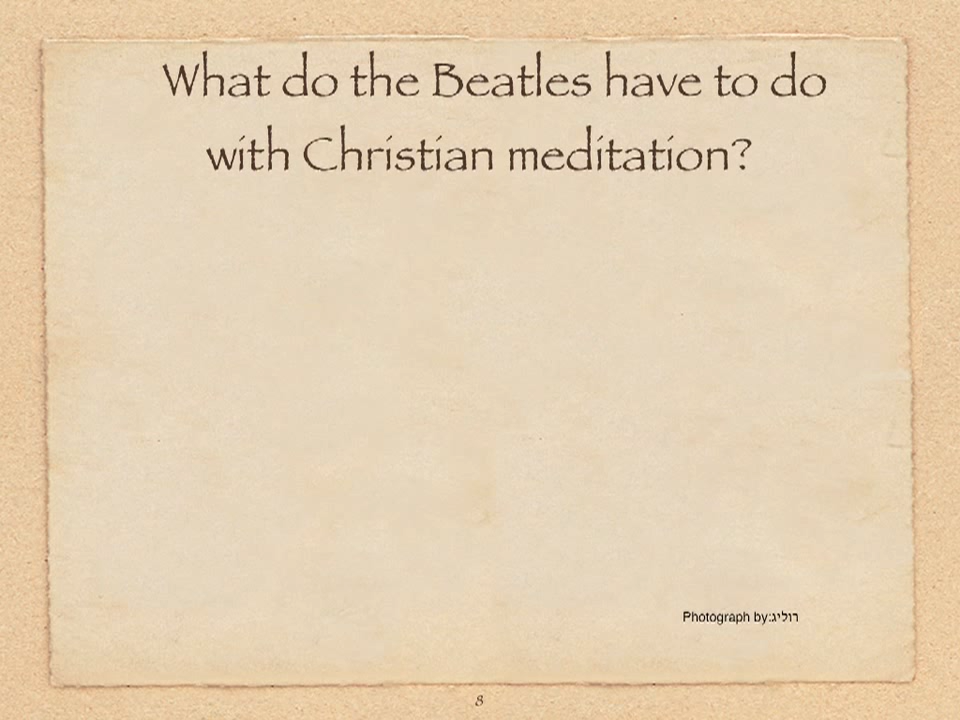 What do the Beatles have to do
with Christian meditation?
Photograph by:רוליג
8